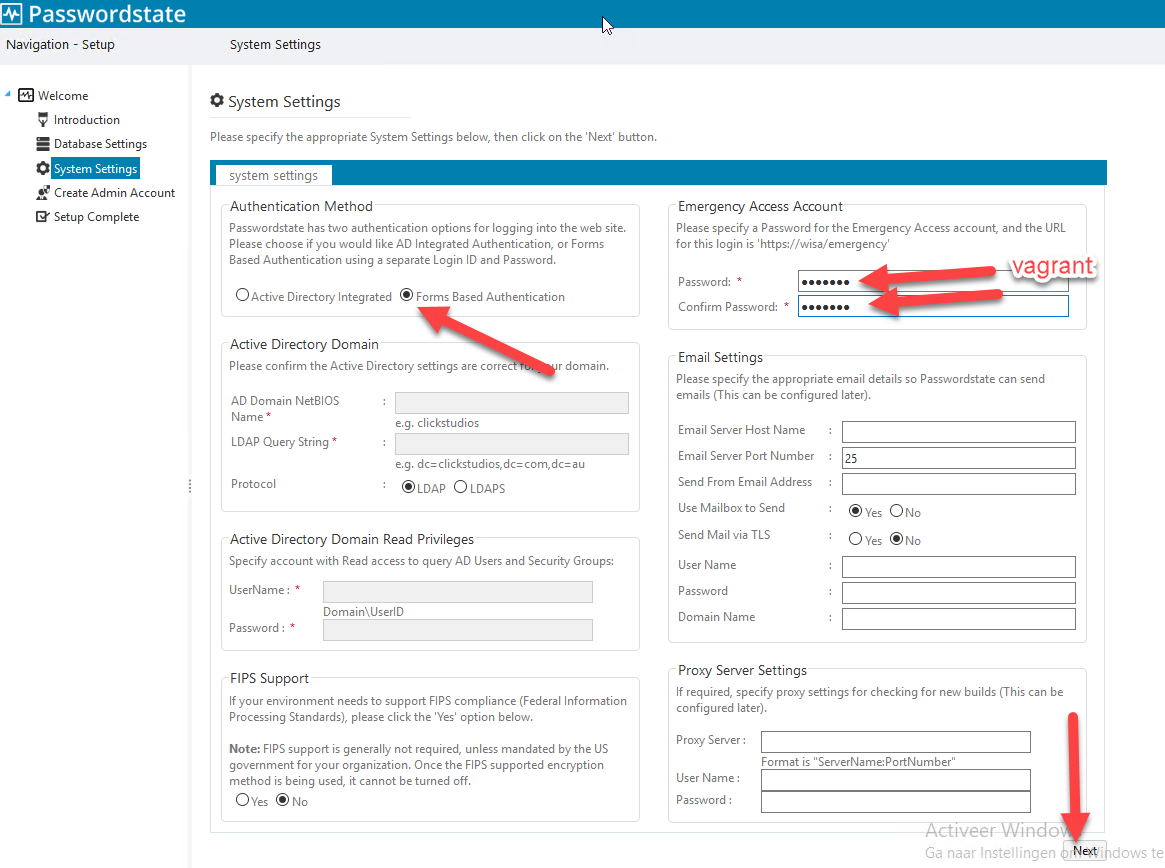 Passwordstate
Navigation - Setup
System Settings
Welcome
Introduction
Database Settings
System Settings
Create Admin Account
Setup Complete
System Settings
Please specify the appropriate System Settings below, then click on the 'Next' button.
system settings
Authentication Method
Passwordstate has two authentication options for logging into the web site.
Please choose if you would like AD Integrated Authentication, or Forms
Based Authentication using a separate Login ID and Password.
Active Directory Integrated Forms Based Authentication
Active Directory Domain
Please confirm the Active Directory settings are correct for your domain.
AD Domain NetBIOS
Name * :
e.g. clickstudios
LDAP Query String * :
e.g. dc=clickstudios,dc=com,dc=au
Protocol : LDAP LDAPS
Active Directory Domain Read Privileges
Specify account with Read access to query AD Users and Security Groups:
UserName : *
Domain\UserID
Password : *
FIPS Support
If your environment needs to support FIPS compliance (Federal Information
Processing Standards), please click the 'Yes' option below.
Note: FIPS support is generally not required, unless mandated by the US
government for your organization. Once the FIPS supported encryption
method is being used, it cannot be turned off.
Yes No
Emergency Access Account
Please specify a Password for the Emergency Access account, and the URL
for this login is 'https://wisa/emergency'
vagrant
Password: * •••••••
Confirm Password: * •••••••
Email Settings
Please specify the appropriate email details so Passwordstate can send
emails (This can be configured later).
Email Server Host Name :
Email Server Port Number : 25
Send From Email Address :
Use Mailbox to Send : Yes No
Send Mail via TLS : Yes No
User Name :
Password :
Domain Name :
Proxy Server Settings
If required, specify proxy settings for checking for new builds (This can be
configured later).
Proxy Server :
Format is "ServerName:PortNumber"
User Name :
Password :
Activeer Window
Ga naar Instellingen om Windows te
Next